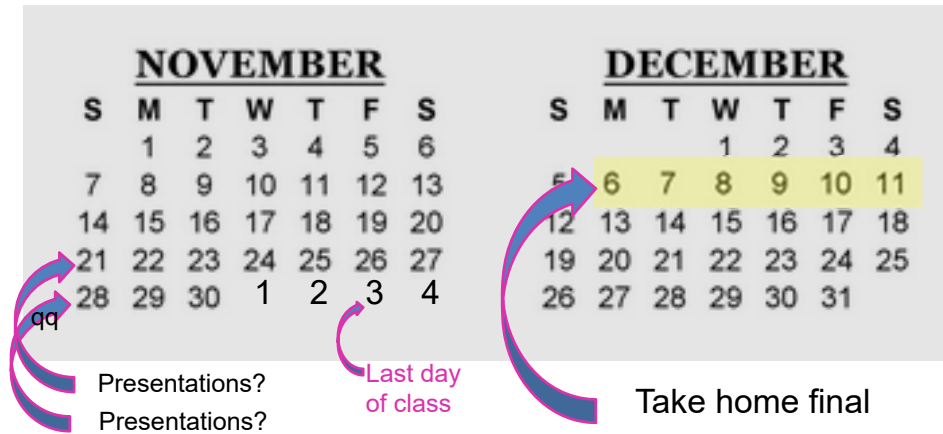 NOVEMBER
S M T W T F S
1 2 3 4 5 6
7 8 9 10 11 12 13
14 15 16 17 18 19 20
21 22 23 24 25 26 27
28 29 30 1 2 3 4
qq
Presentations?
Presentations?
Last day
of class
DECEMBER
S M T W T F S
1 2 3 4
5 6 7 8 9 10 11
12 13 14 15 16 17 18
19 20 21 22 23 24 25
26 27 28 29 30 31
Take home final